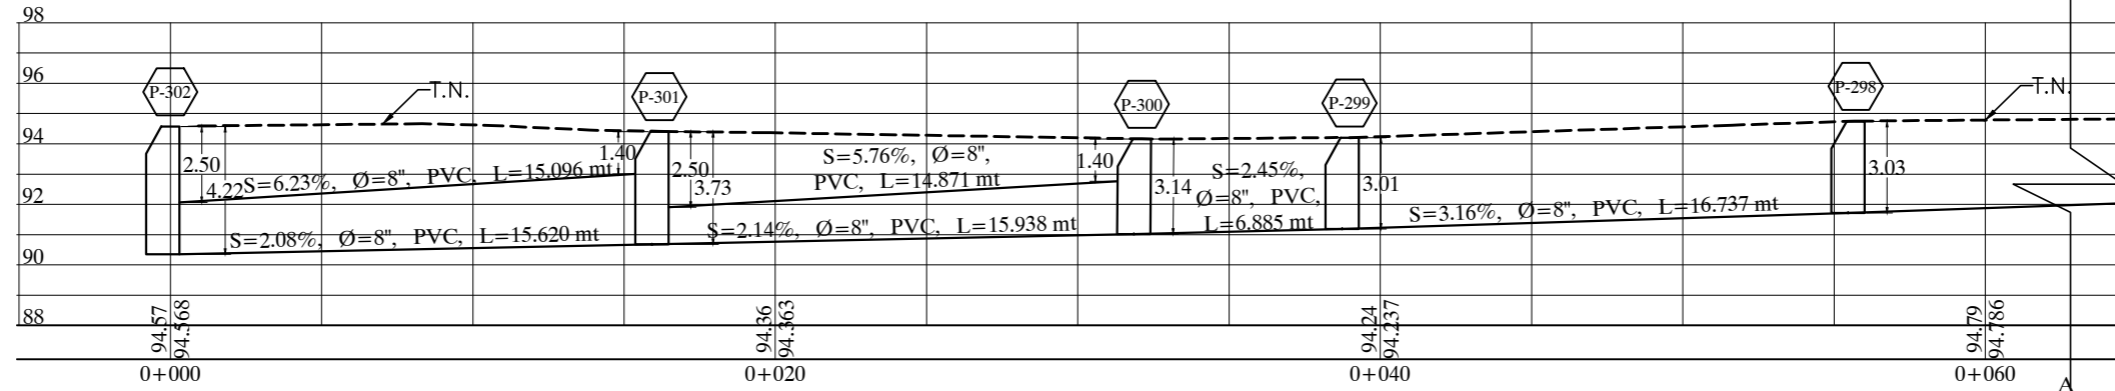 98
96
94
92
90
88
P-302
T.N.
P-301
P-300
P-299
P-298
T.N.
2.50
4.22
S=6.23%, Ø=8", PVC, L=15.096 mt
1.40
2.50
3.73
S=5.76%, Ø=8",
PVC, L=14.871 mt
1.40
3.14
S=2.45%,
Ø=8", PVC,
L=6.885 mt
3.01
3.03
S=2.08%, Ø=8", PVC, L=15.620 mt
S=2.14%, Ø=8", PVC, L=15.938 mt
S=3.16%, Ø=8", PVC, L=16.737 mt
94.57
94.568
94.36
94.363
94.24
94.237
94.79
94.786
0+000
0+020
0+040
0+060
A